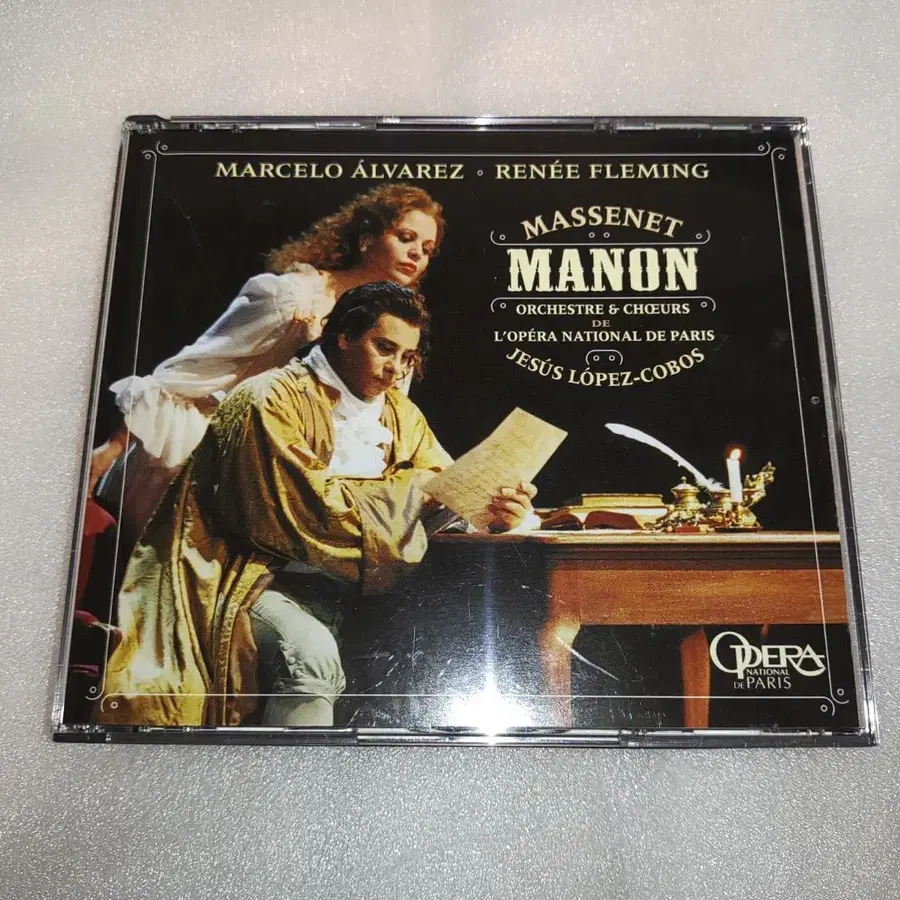 MARCELO ÁLVAREZ • RENÉE FLEMING
MASSENET
MANON
ORCHESTRE & CHŒURS
DE
L'OPÉRA NATIONAL DE PARIS
JESÚS LÓPEZ-COBOS
OPERA
NATIONAL
DE PARIS